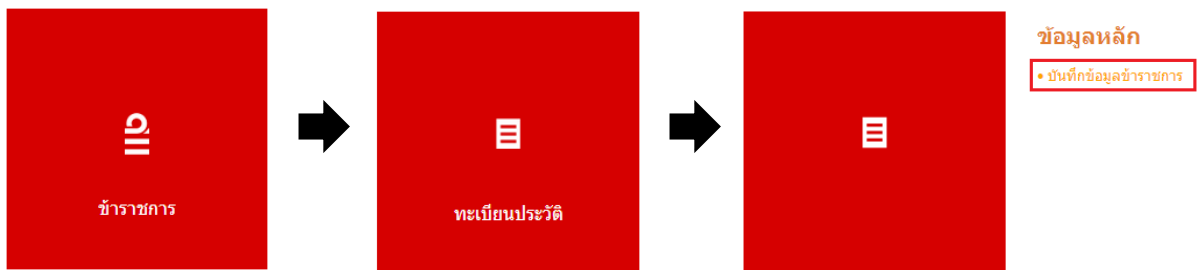 ข้าราชการ
ทะเบียนประวัติ
ข้อมูลหลัก
• บันทึกข้อมูลข้าราชการ